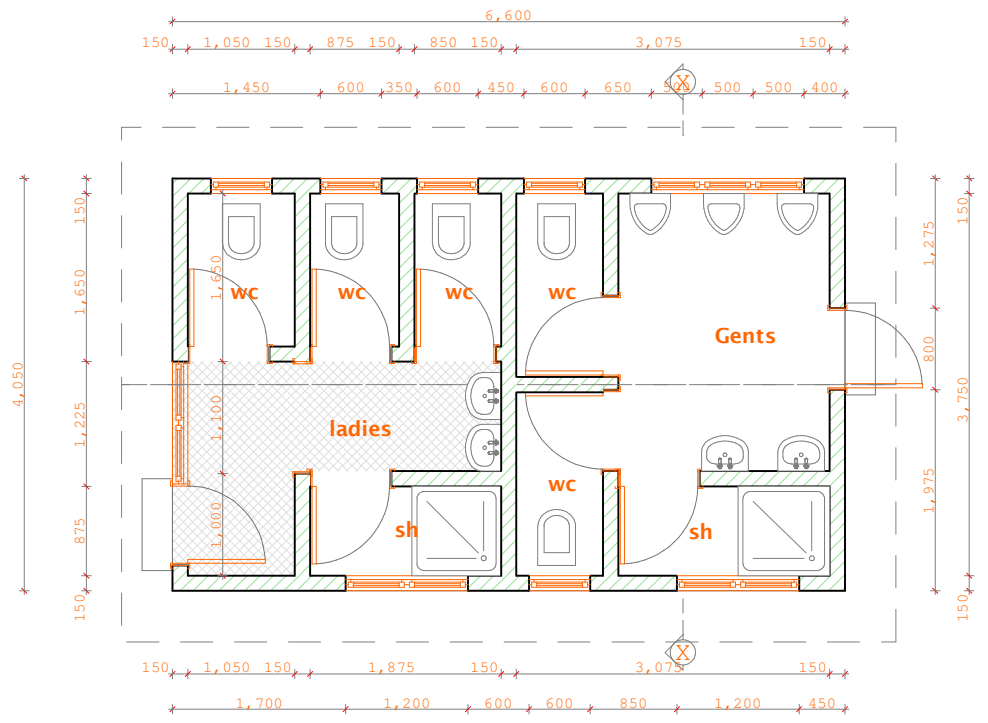 6,600
150 1,050 150 875 150 850 150 3,075 150
X
1,450 600 350 600 450 600 650 500 500 500 400
150 150 150
1,275
1,650 1,650
wc wc wc wc
Gents 800
4,050 3,750
1,225 1,100 ladies
wc 1,975
875 1,000 sh sh
150 150
X
150 1,050 150 1,875 150 3,075 150
1,700 1,200 600 600 850 1,200 450